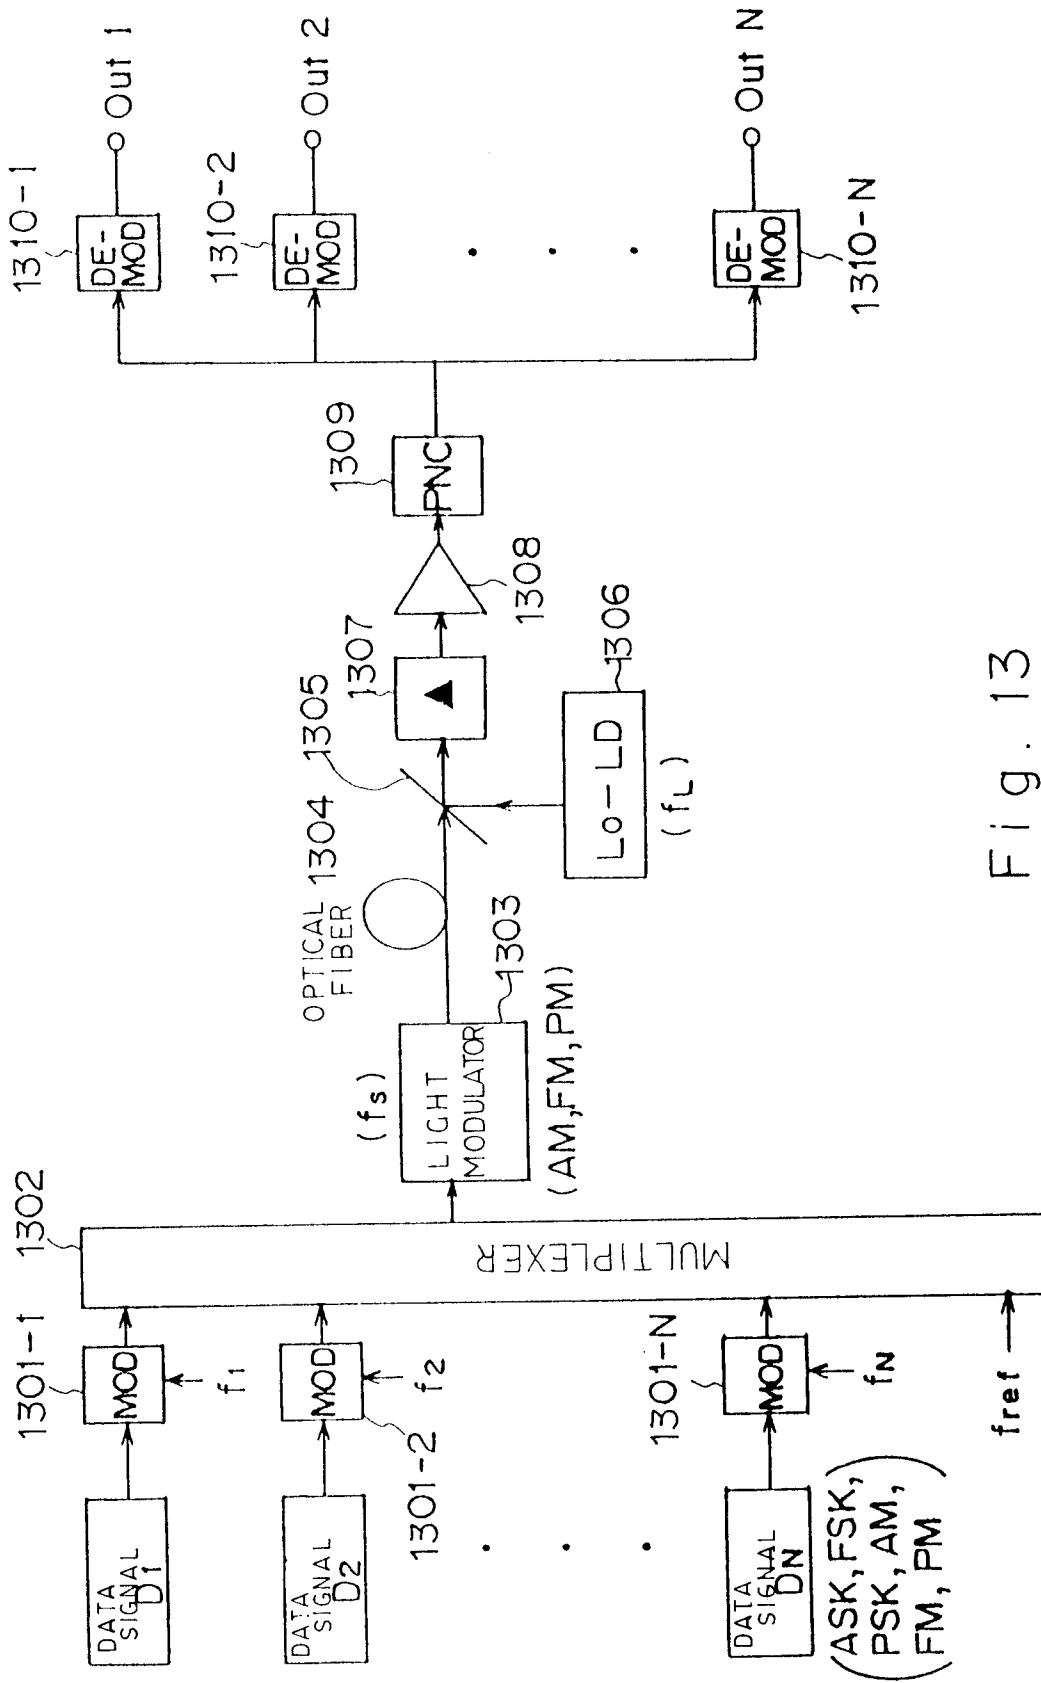 DATA
SIGNAL
D1
1301-1
MOD
f1
DATA
SIGNAL
D2
1301-2
MOD
f2
DATA
SIGNAL
DN
1301-N
MOD
fN
(ASK, FSK,
PSK, AM,
FM, PM)
fref
1302
MULTIPLEXER
(fs)
LIGHT
MODULATOR
1303
(AM, FM, PM)
OPTICAL
FIBER
1304
1305
Lo-LD
1306
(fL)
1307
1308
1309
PNC
1310-1
DE-
MOD
Out 1
1310-2
DE-
MOD
Out 2
1310-N
DE-
MOD
Out N
Fig. 13